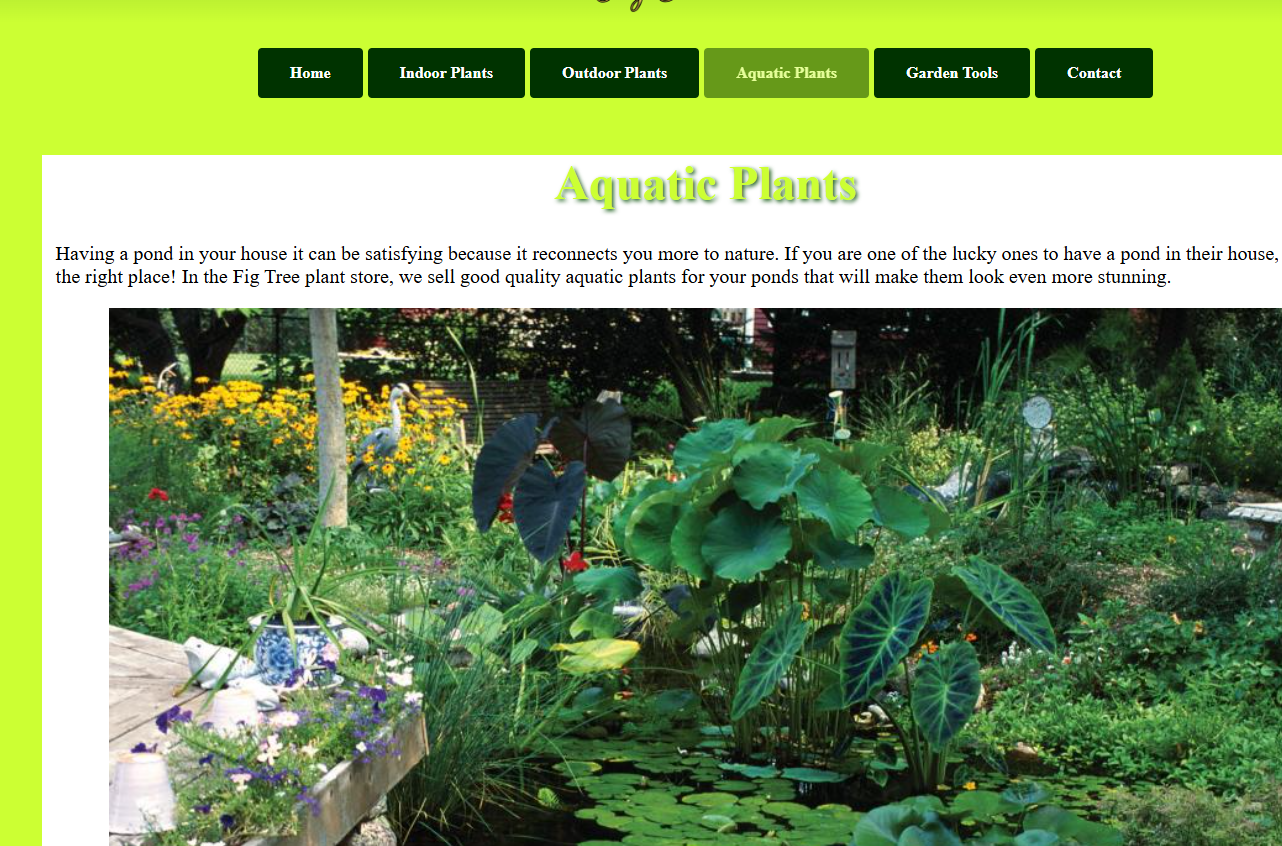 Home
Indoor Plants
Outdoor Plants
Aquatic Plants
Garden Tools
Contact
Aquatic Plants
Having a pond in your house it can be satisfying because it reconnects you more to nature. If you are one of the lucky ones to have a pond in their house,
the right place! In the Fig Tree plant store, we sell good quality aquatic plants for your ponds that will make them look even more stunning.